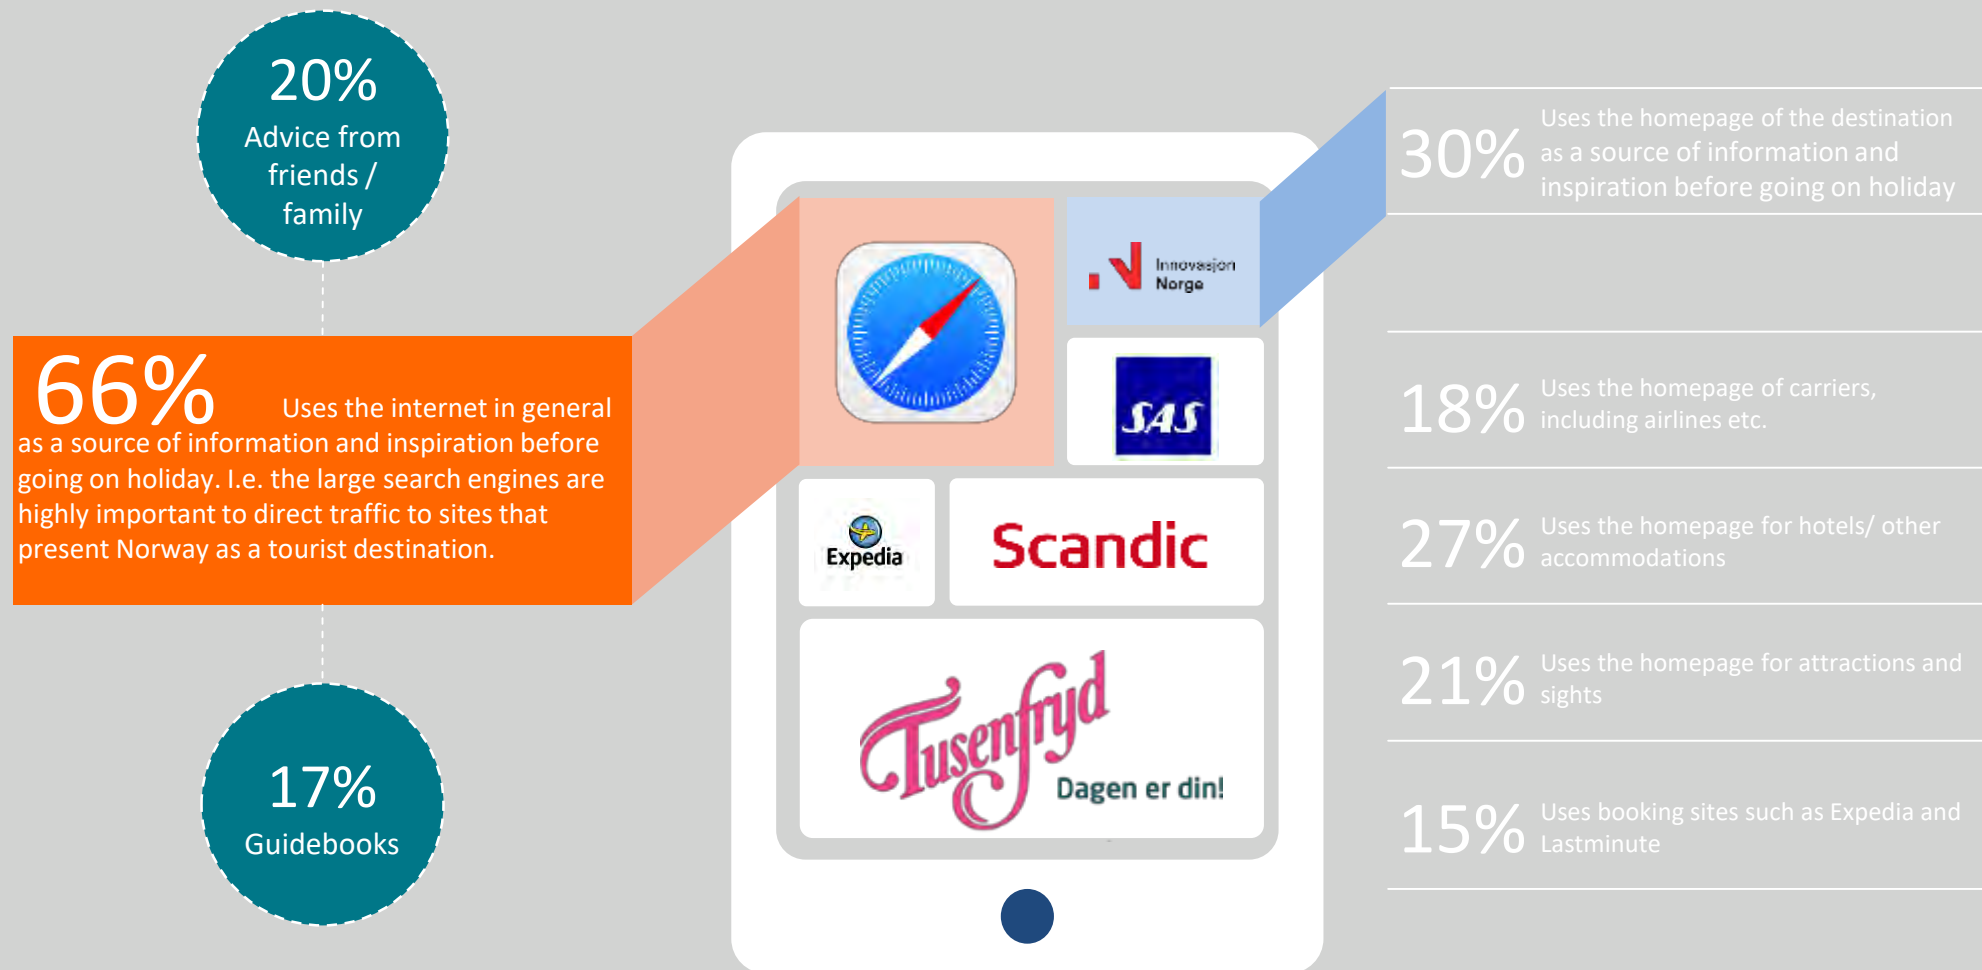 20%
Advice from
friends /
family
66% Uses the internet in general
as a source of information and inspiration before
going on holiday. I.e. the large search engines are
highly important to direct traffic to sites that
present Norway as a tourist destination.
17%
Guidebooks
Innovasjon
Norge
SAS
Expedia
Scandic
Tusenfryd
Dagen er din!
30% Uses the homepage of the destination
as a source of information and
inspiration before going on holiday
18% Uses the homepage of carriers,
including airlines etc.
27% Uses the homepage for hotels/ other
accommodations
21% Uses the homepage for attractions and
sights
15% Uses booking sites such as Expedia and
Lastminute